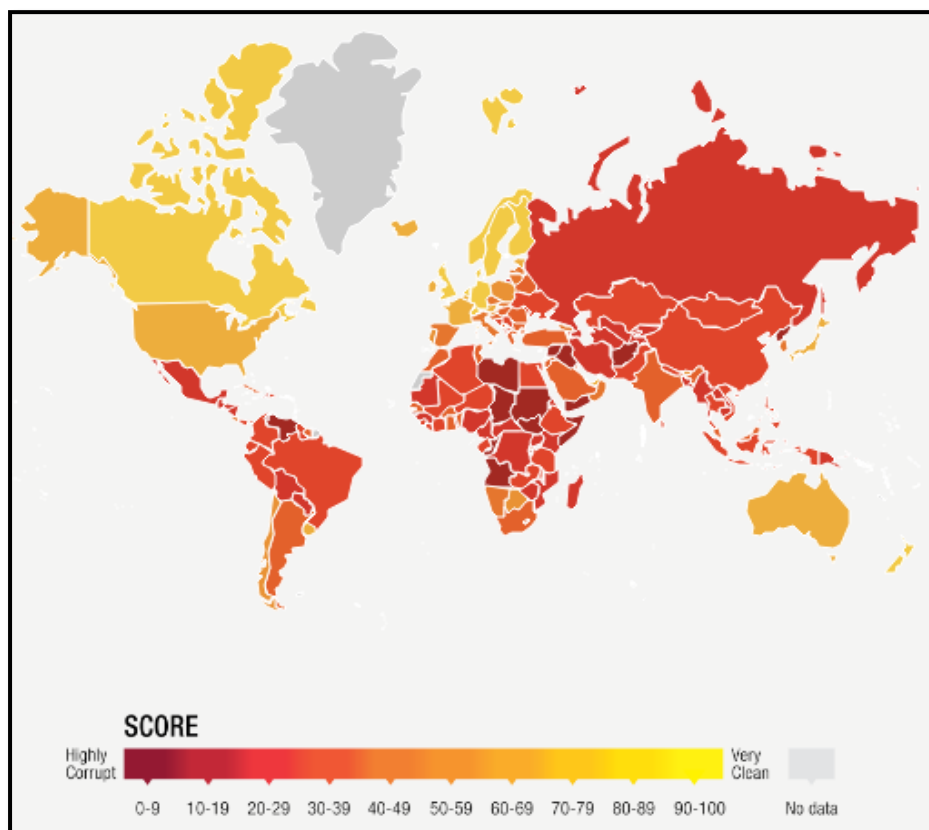 SCORE
Highly
Corrupt
Very
Clean
0-9 10-19 20-29 30-39 40-49 50-59 60-69 70-79 80-89 90-100 No data